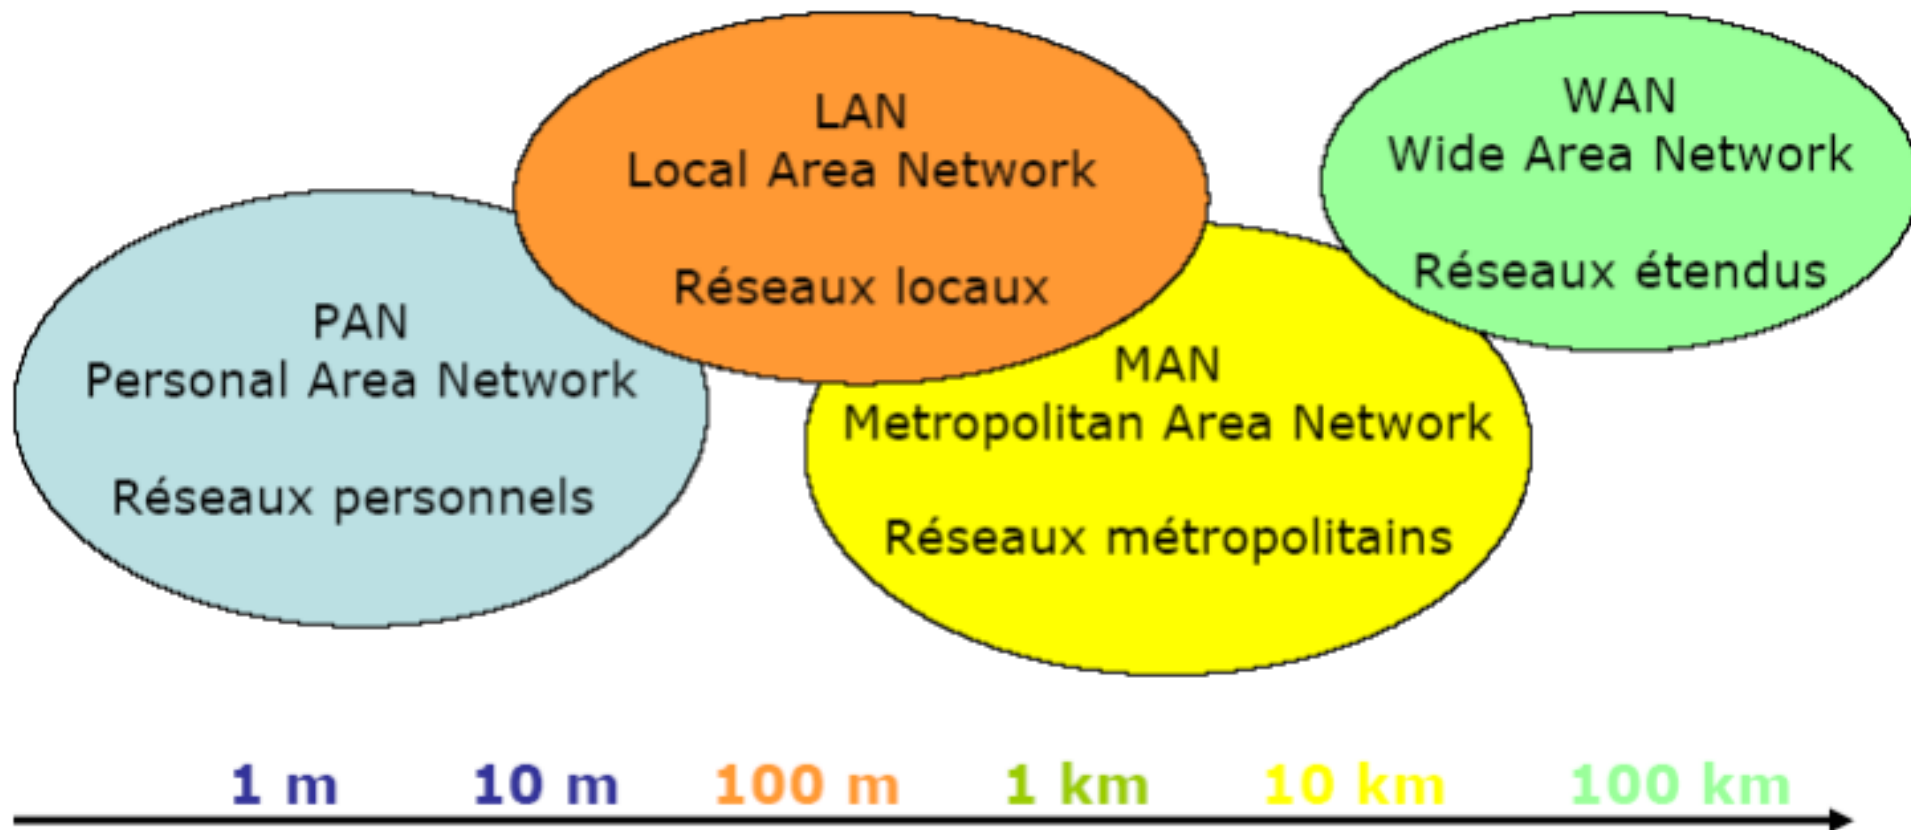 PAN
Personal Area Network
Réseaux personnels
LAN
Local Area Network
Réseaux locaux
MAN
Metropolitan Area Network
Réseaux métropolitains
WAN
Wide Area Network
Réseaux étendus
1 m 10 m 100 m 1 km 10 km 100 km